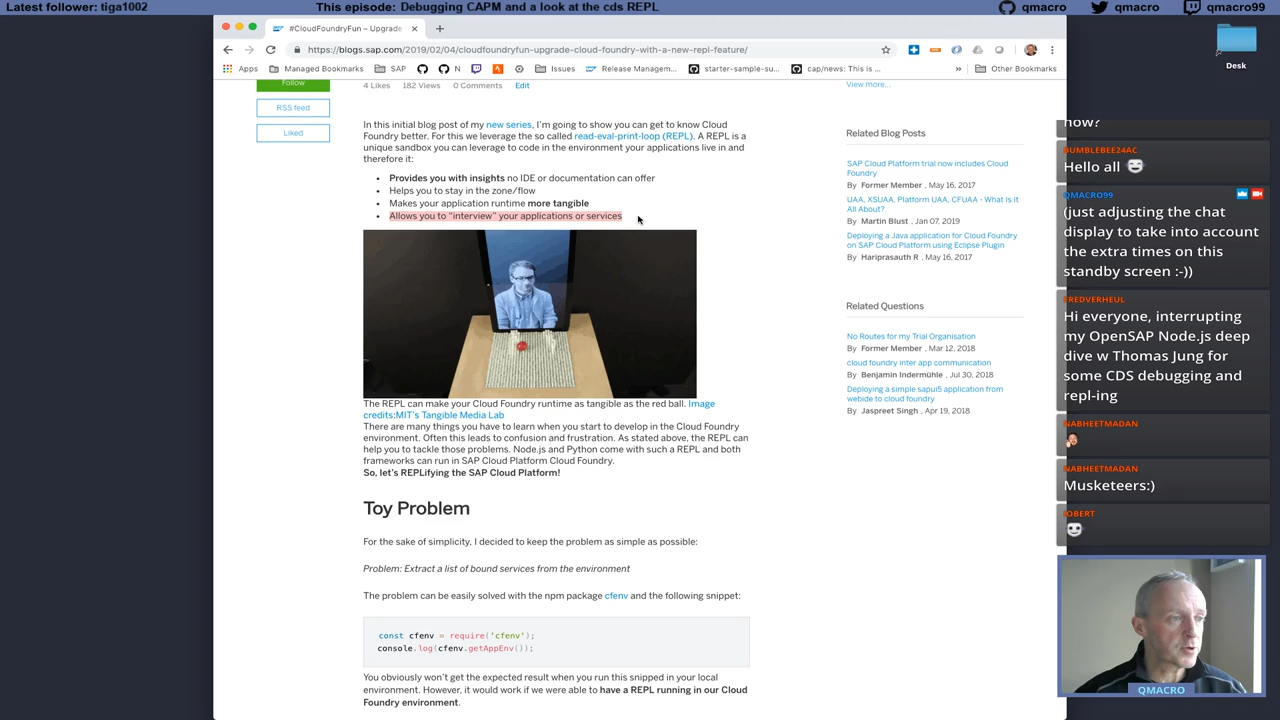 Latest follower: tiga1002
This episode: Debugging CAPM and a look at the cds REPL
qmacro
qmacro
qmacro99
#CloudFoundryFun – Upgrade
https://blogs.sap.com/2019/02/04/cloudfoundryfun-upgrade-cloud-foundry-with-a-new-repl-feature/
Apps
Managed Bookmarks
SAP
N
Issues
Release Managem...
starter-sample-su...
cap/news: This is ...
»
Other Bookmarks
Desk
Follow
RSS feed
Liked
4 Likes 182 Views 0 Comments Edit
In this initial blog post of my new series, I'm going to show you can get to know Cloud
Foundry better. For this we leverage the so called read-eval-print-loop (REPL). A REPL is a
unique sandbox you can leverage to code in the environment your applications live in and
therefore it:
• Provides you with insights no IDE or documentation can offer
• Helps you to stay in the zone/flow
• Makes your application runtime more tangible
• Allows you to “interview” your applications or services
The REPL can make your Cloud Foundry runtime as tangible as the red ball. Image
credits:MIT's Tangible Media Lab
There are many things you have to learn when you start to develop in the Cloud Foundry
environment. Often this leads to confusion and frustration. As stated above, the REPL can
help you to tackle those problems. Node.js and Python come with such a REPL and both
frameworks can run in SAP Cloud Platform Cloud Foundry.
So, let's REPLifying the SAP Cloud Platform!
Toy Problem
For the sake of simplicity, I decided to keep the problem as simple as possible:
Problem: Extract a list of bound services from the environment
The problem can be easily solved with the npm package cfenv and the following snippet:
const cfenv = require('cfenv');
console.log(cfenv.getAppEnv());
You obviously won't get the expected result when you run this snipped in your local
environment. However, it would work if we were able to have a REPL running in our Cloud
Foundry environment.
View more...
Related Blog Posts
SAP Cloud Platform trial now includes Cloud
Foundry
By Former Member , May 16, 2017
UAA, XSUAA, Platform UAA, CFUAA - What is it
All About?
By Martin Blust , Jan 07, 2019
Deploying a Java application for Cloud Foundry
on SAP Cloud Platform using Eclipse Plugin
By Hariprasauth R , May 16, 2017
Related Questions
No Routes for my Trial Organisation
By Former Member , Mar 12, 2018
cloud foundry inter app communication
By Benjamin Indermühle , Jul 30, 2018
Deploying a simple sapui5 application from
webide to cloud foundry
By Jaspreet Singh , Apr 19, 2018
now?
BUMBLEBEE24AC
Hello all
QMACRO99
(just adjusting the chat
display to take into account
the extra times on this
standby screen :-))
FREDVERHEUL
Hi everyone, interrupting
my OpenSAP Node.js deep
dive w Thomas Jung for
some CDS debugging and
repl-ing
NABHEETMADAN
NABHEETMADAN
Musketeers:)
QMACRO